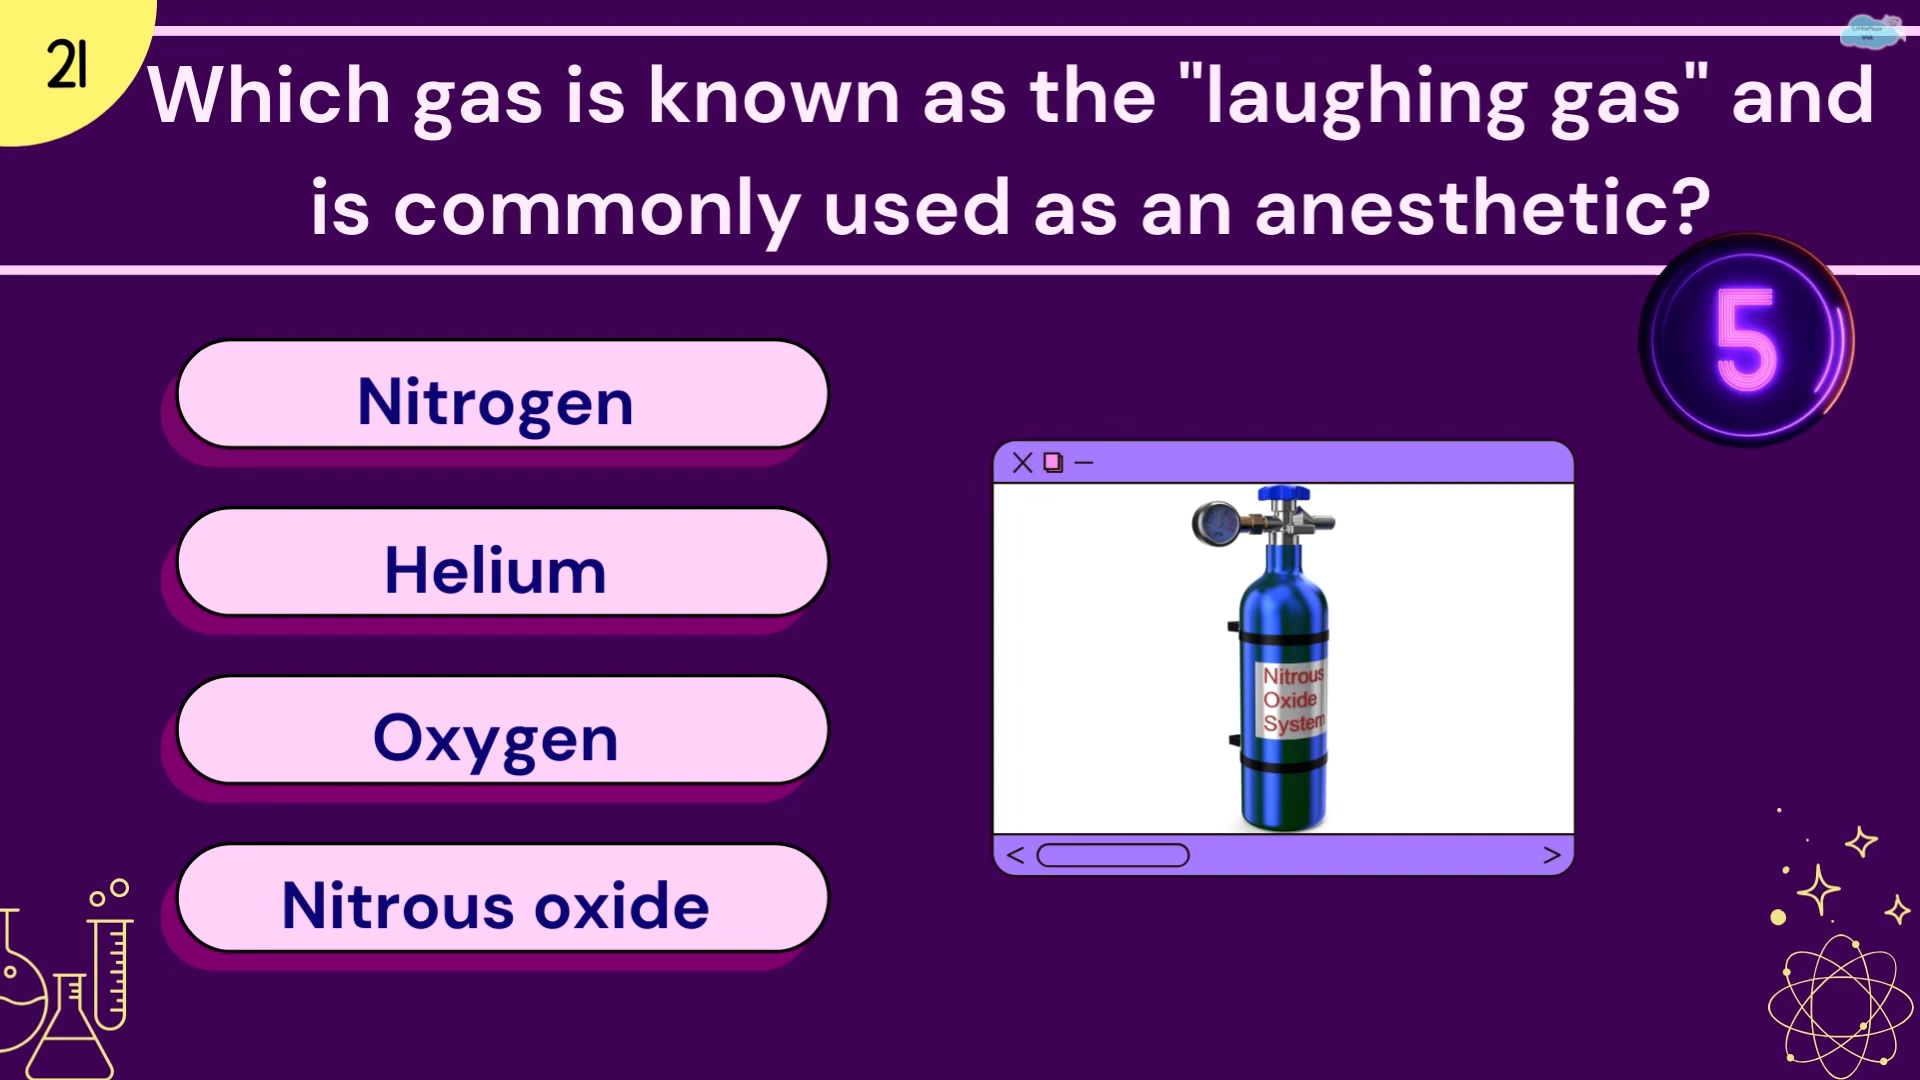 21
Which gas is known as the "laughing gas" and
is commonly used as an anesthetic?
5
Nitrogen
Helium
Oxygen
Nitrous oxide
Nitrous
Oxide
System